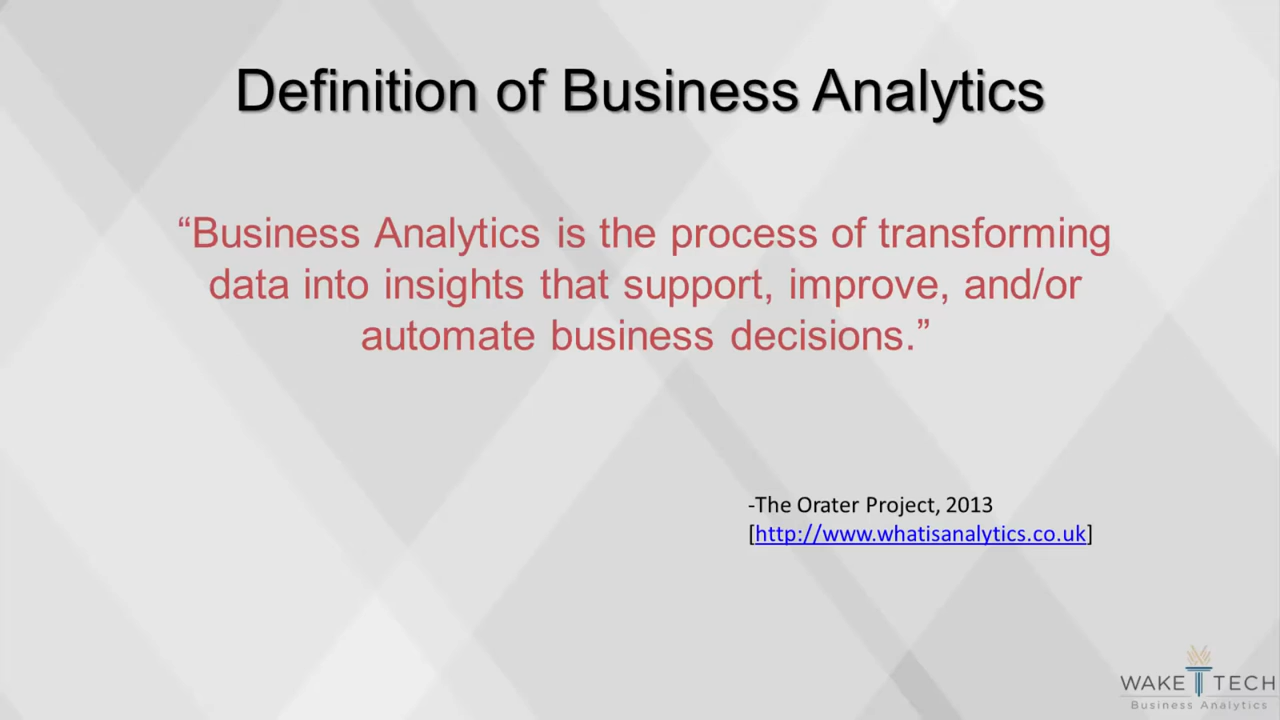 Definition of Business Analytics
“Business Analytics is the process of transforming
data into insights that support, improve, and/or
automate business decisions.”
-The Orater Project, 2013
[http://www.whatisanalytics.co.uk]
WAKE TECH
Business Analytics